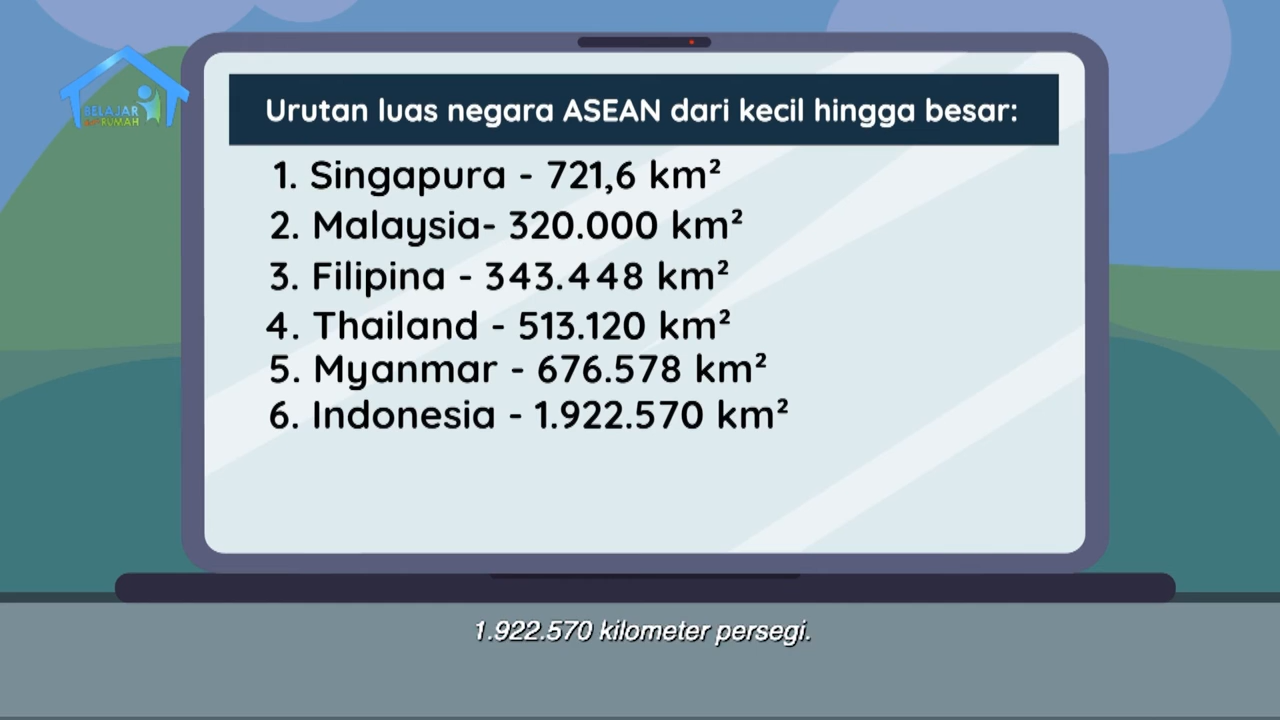 BELAJAR
DARI RUMAH
Urutan luas negara ASEAN dari kecil hingga besar:
1. Singapura - 721,6 km²
2. Malaysia- 320.000 km²
3. Filipina - 343.448 km²
4. Thailand - 513.120 km²
5. Myanmar - 676.578 km²
6. Indonesia - 1.922.570 km²
1.922.570 kilometer persegi.